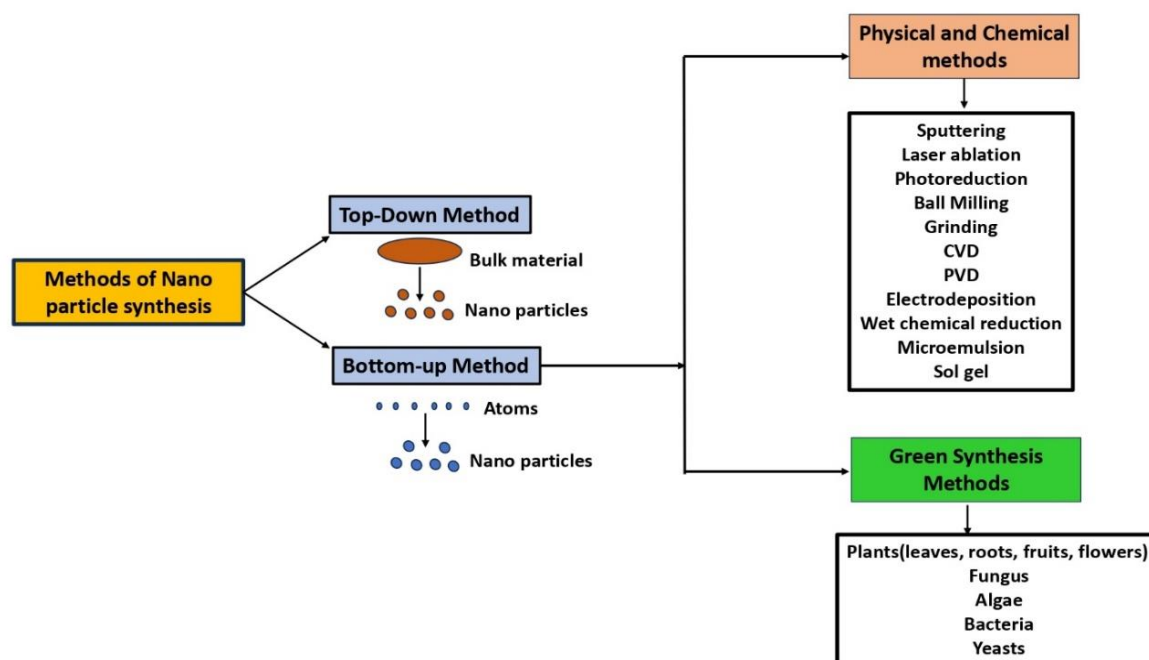 Methods of Nano
particle synthesis
Top-Down Method
Bulk material
Nano particles
Bottom-up Method
Atoms
Nano particles
Physical and Chemical
methods
Sputtering
Laser ablation
Photoreduction
Ball Milling
Grinding
CVD
PVD
Electrodeposition
Wet chemical reduction
Microemulsion
Sol gel
Green Synthesis
Methods
Plants(leaves, roots, fruits, flowers)
Fungus
Algae
Bacteria
Yeasts